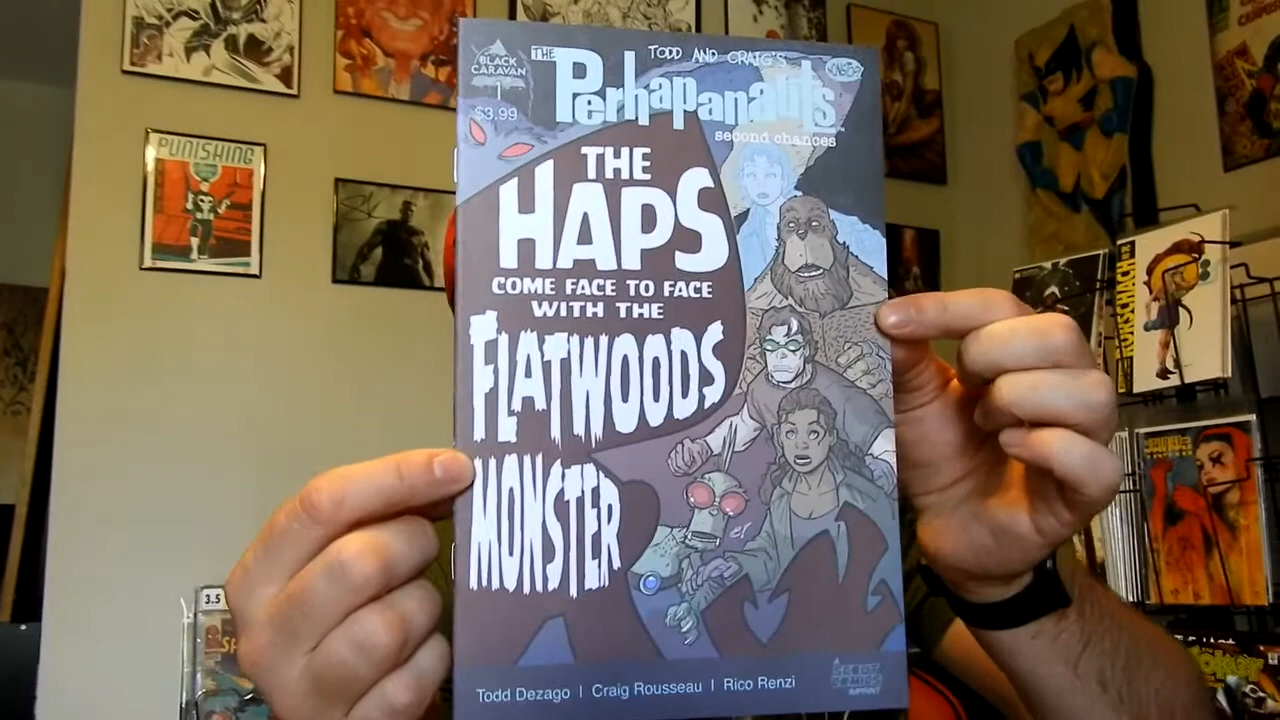 BLACK
CARAVAN
1
$3.99
TODD AND CRAIG'S
THE
Perhapanauts
second chances
THE
HAPS
COME FACE TO FACE
WITH THE
FLATWOODS
MONSTER
Todd Dezago | Craig Rousseau | Rico Renzi
A
SCOUT
COMICS
IMPRINT
PUNISHING
RORSCHACH
3.5